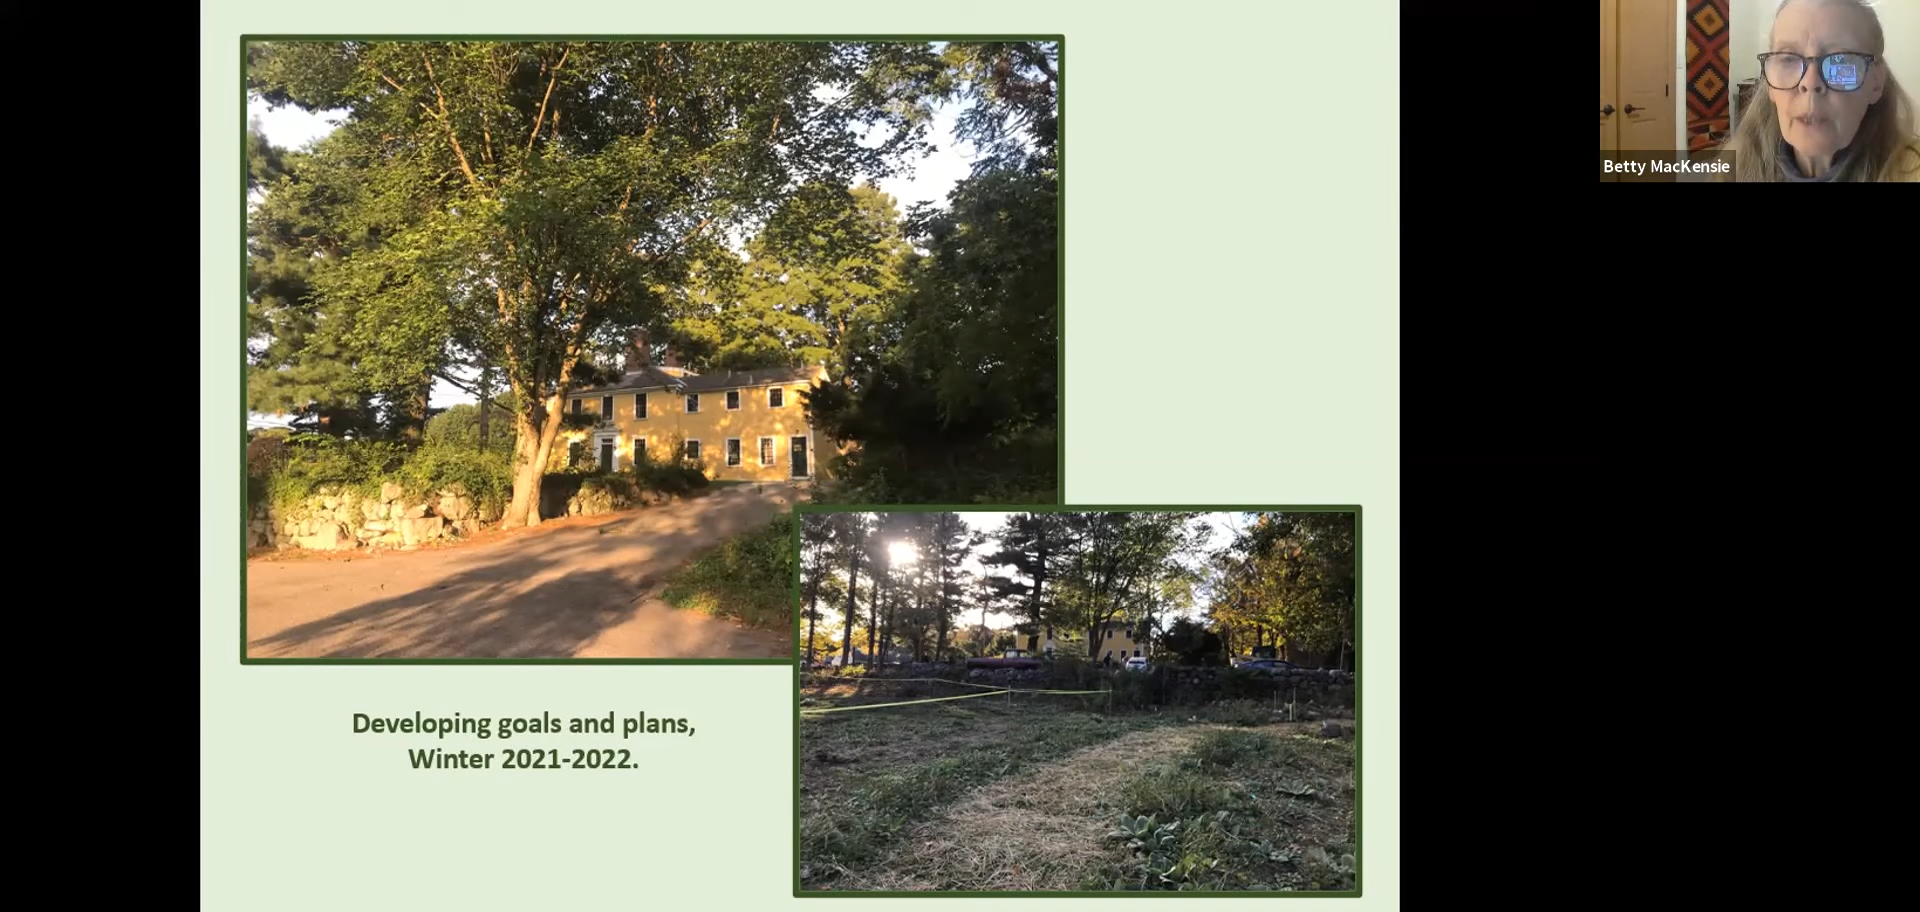 Betty MacKensie
Developing goals and plans,
Winter 2021-2022.